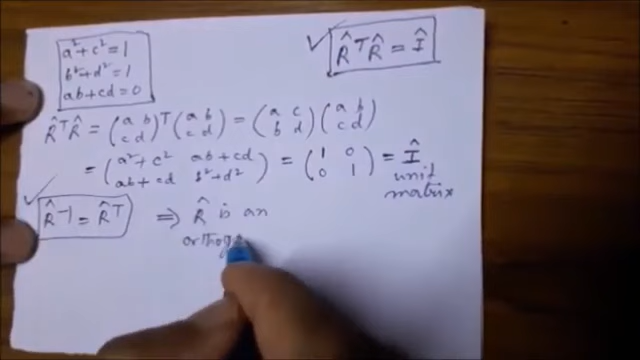 a² + c² = 1
b² + d² = 1
ab + cd = 0
✓ R̂ᵀR̂ = Î
R̂ᵀR̂ = (a b; c d)ᵀ (a b; c d) = (a c; b d) (a b; c d)
= (a² + c² ab + cd; ab + cd b² + d²) = (1 0; 0 1) = Î
unit
matrix
✓ R̂⁻¹ = R̂ᵀ ⇒ R̂ is an
orthog